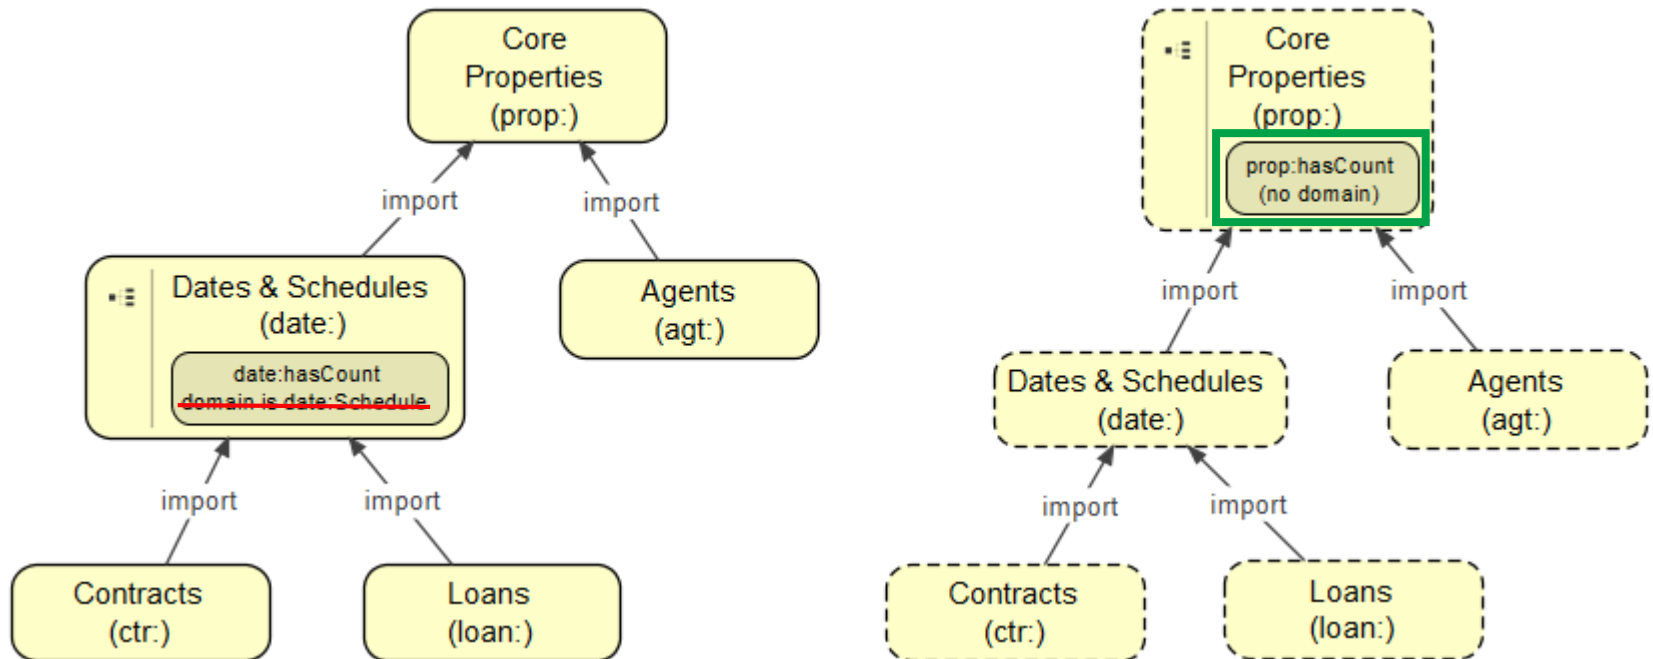 Core
Properties
(prop:)
import
import
Dates & Schedules
(date:)
date:hasCount
domain is date:Schedule
Agents
(agt:)
import
import
Contracts
(ctr:)
Loans
(loan:)
Core
Properties
(prop:)
prop:hasCount
(no domain)
import
import
Dates & Schedules
(date:)
Agents
(agt:)
import
import
Contracts
(ctr:)
Loans
(loan:)